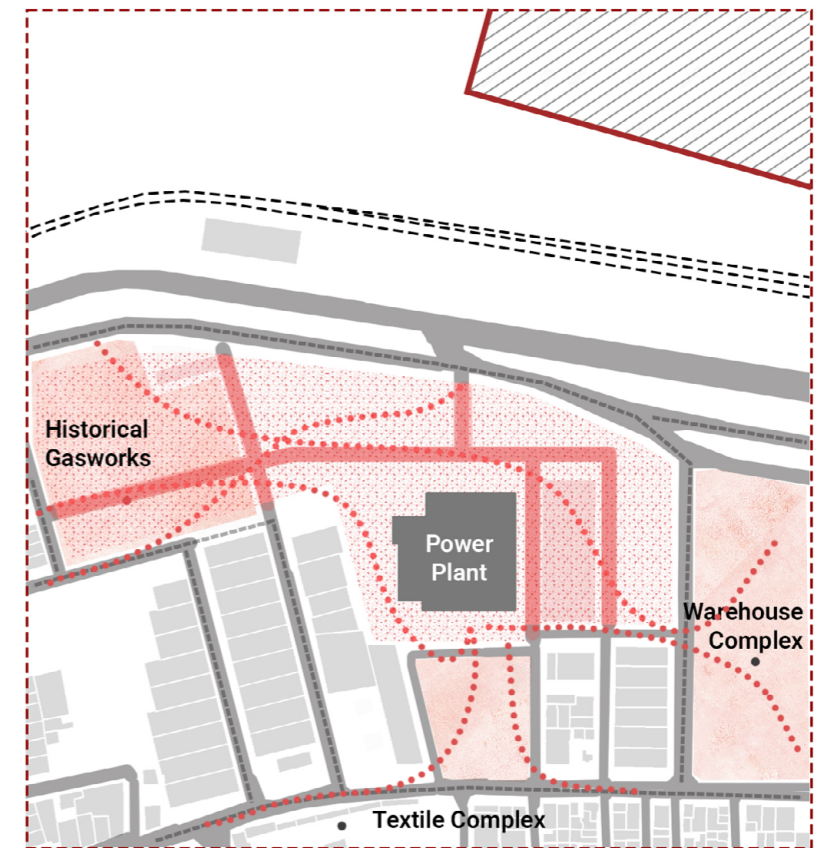 Historical
Gasworks
Power
Plant
Warehouse
Complex
Textile Complex